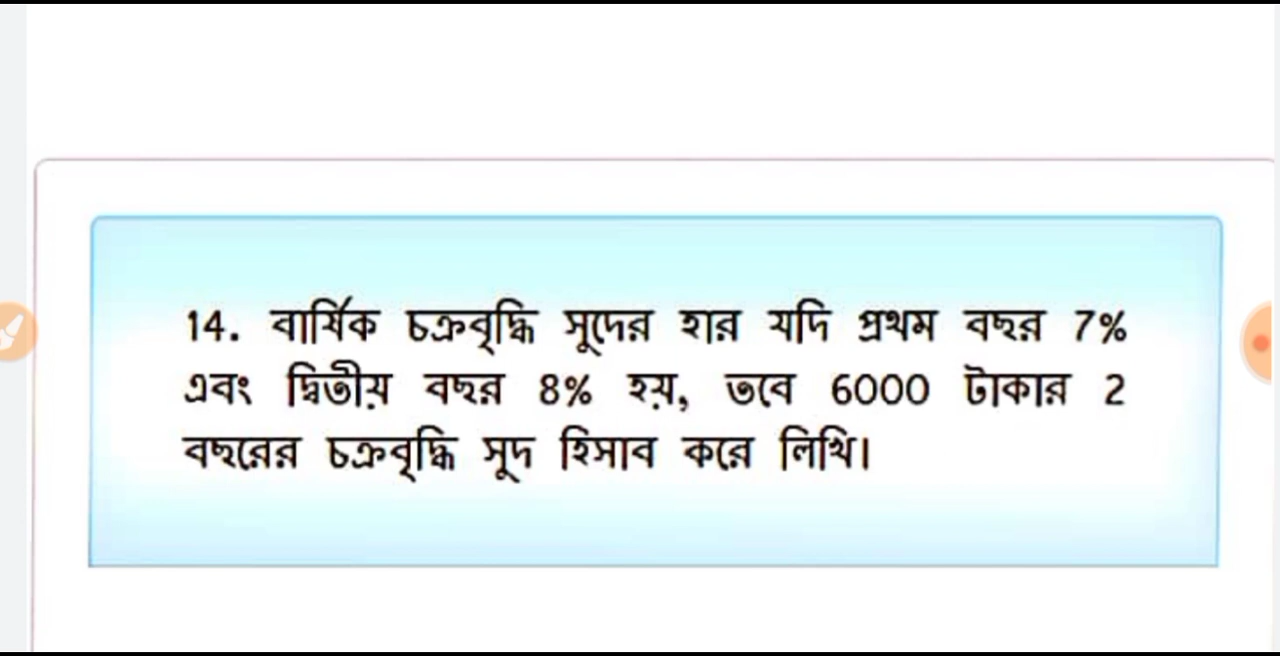 14. বার্ষিক চক্রবৃদ্ধি সুদের হার যদি প্রথম বছর 7%
এবং দ্বিতীয় বছর 8% হয়, তবে 6000 টাকার 2
বছরের চক্রবৃদ্ধি সুদ হিসাব করে লিখি।